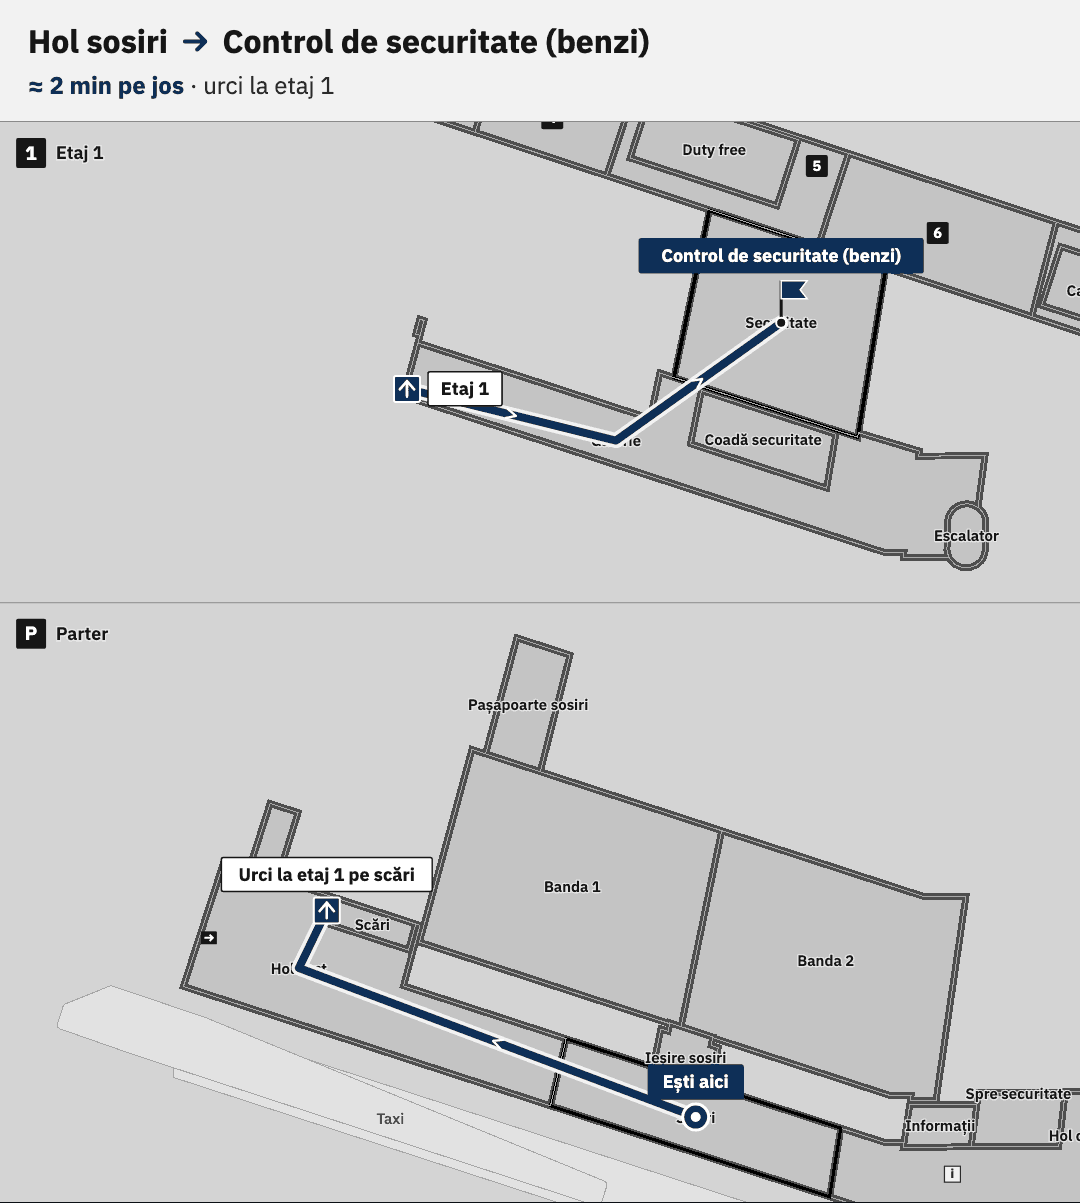 Hol sosiri → Control de securitate (benzi)
≈ 2 min pe jos · urci la etaj 1
1 Etaj 1
Duty free
5
6
Control de securitate (benzi)
Etaj 1
Coadă securitate
Escalator
P Parter
Pașapoarte sosiri
Urci la etaj 1 pe scări
Banda 1
Scări
Banda 2
Iesire sosiri
Ești aici
Spre securitate
Informații
Taxi
i